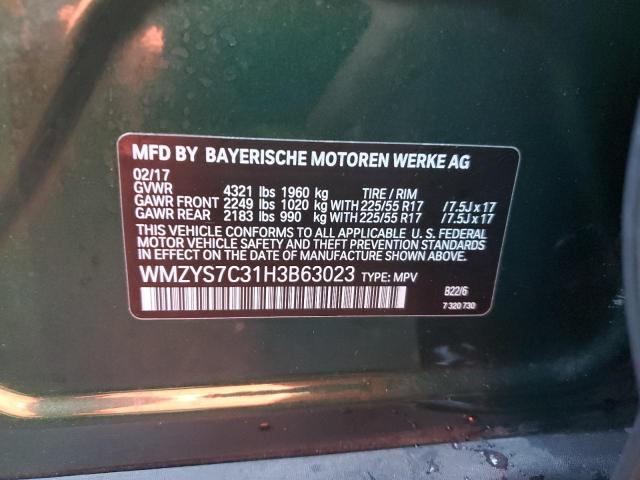 MFD BY BAYERISCHE MOTOREN WERKE AG
02/17
GVWR 4321 lbs 1960 kg TIRE / RIM
GAWR FRONT 2249 lbs 1020 kg WITH 225/55 R17 /7.5J x 17
GAWR REAR 2183 lbs 990 kg WITH 225/55 R17 /7.5J x 17
THIS VEHICLE CONFORMS TO ALL APPLICABLE U. S. FEDERAL
MOTOR VEHICLE SAFETY, BUMPER, AND THEFT PREVENTION
STANDARDS IN EFFECT ON THE DATE OF MANUFACTURE
SHOWN ABOVE.
WMZYS7C31H3B63023 TYPE: MPV
B22/6
7 320 730